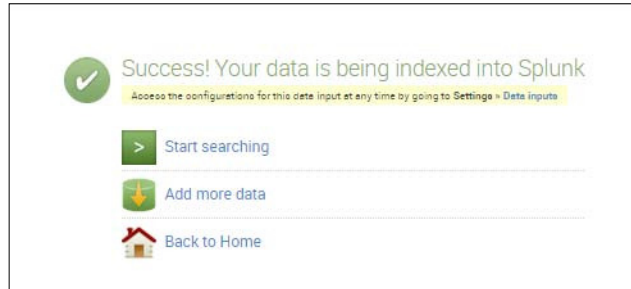 Success! Your data is being indexed into Splunk
Access the configurations for this data input at any time by going to Settings » Data inputs
Start searching
Add more data
Back to Home